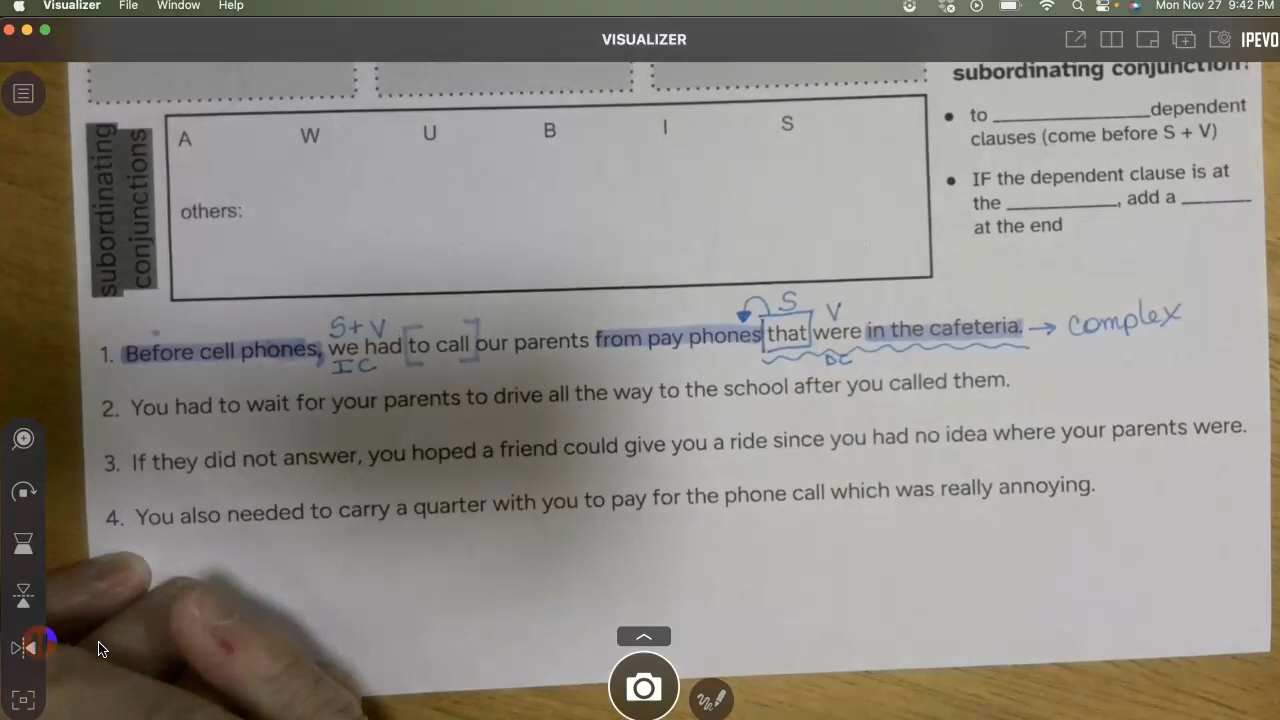 Visualizer File Window Help Mon Nov 27 9:42 PM
VISUALIZER IPEVO
subordinating conjunction?
• to ____________dependent
clauses (come before S + V)
• IF the dependent clause is at
the __________, add a ______
at the end
subordinating
conjunctions
A W U B I S
others:
S+V S V
1. Before cell phones, we had [to call] our parents from pay phones that were in the cafeteria. → complex
IC DC
2. You had to wait for your parents to drive all the way to the school after you called them.
3. If they did not answer, you hoped a friend could give you a ride since you had no idea where your parents were.
4. You also needed to carry a quarter with you to pay for the phone call which was really annoying.